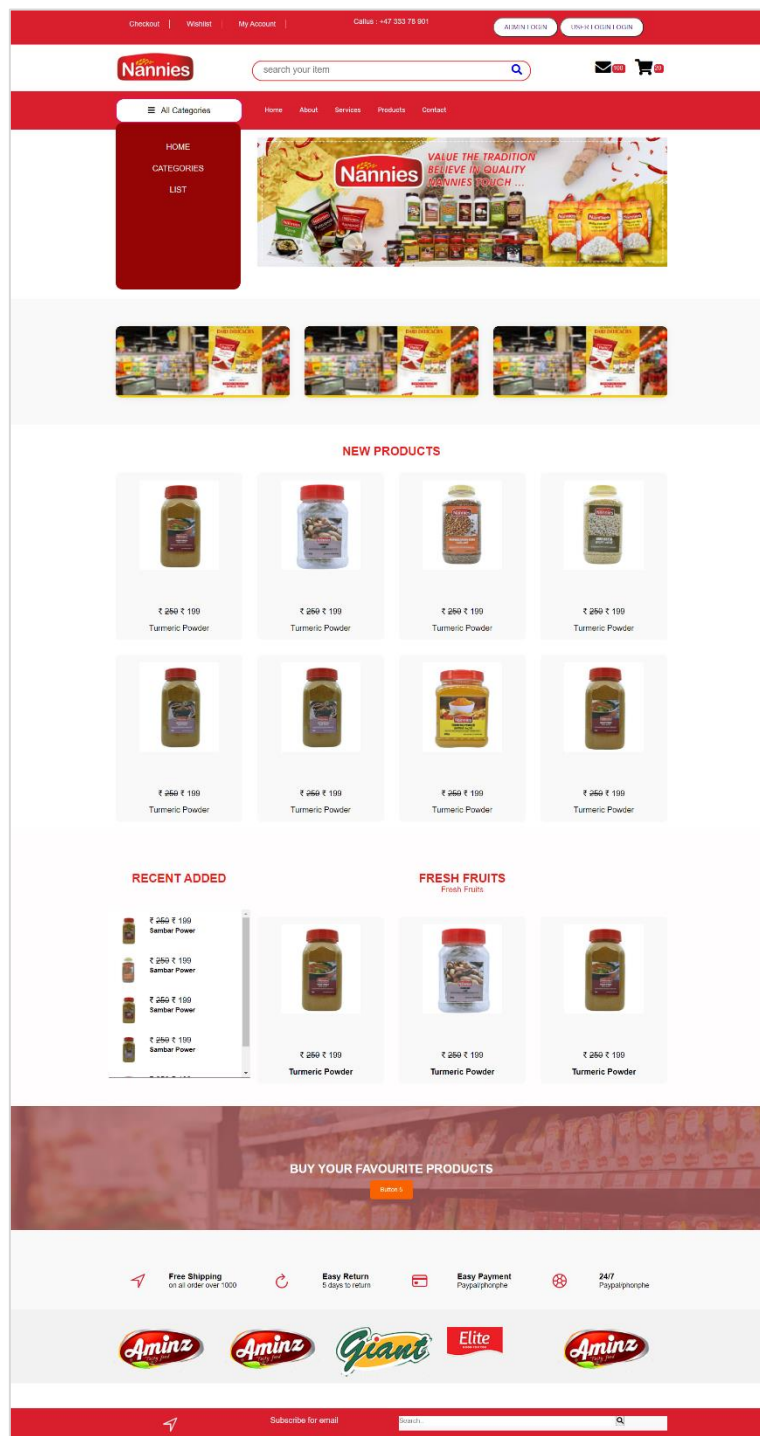 Checkout
Wishlist
My Account
Callus : +47 333 78 901
ADMIN LOGIN
USER LOGIN LOGIN
Nannies
search your item
20
All Categories
Home
About
Services
Products
Contact
HOME
CATEGORIES
LIST
Nannies
VALUE THE TRADITION
BELIEVE IN QUALITY
NANNIES TOUCH ...
NEW PRODUCTS
₹ 250 ₹ 199
Turmeric Powder
₹ 250 ₹ 199
Turmeric Powder
₹ 250 ₹ 199
Turmeric Powder
₹ 250 ₹ 199
Turmeric Powder
₹ 250 ₹ 199
Turmeric Powder
₹ 250 ₹ 199
Turmeric Powder
₹ 250 ₹ 199
Turmeric Powder
₹ 250 ₹ 199
Turmeric Powder
RECENT ADDED
₹ 250 ₹ 199
Sambar Power
₹ 250 ₹ 199
Sambar Power
₹ 250 ₹ 199
Sambar Power
₹ 250 ₹ 199
Sambar Power
FRESH FRUITS
Fresh Fruits
₹ 250 ₹ 199
Turmeric Powder
₹ 250 ₹ 199
Turmeric Powder
₹ 250 ₹ 199
Turmeric Powder
BUY YOUR FAVOURITE PRODUCTS
Free Shipping
on all order over 1000
Easy Return
5 days to return
Easy Payment
Paypal/phonphe
24/7
Paypal/phonphe
Aminz
Tasty food
Aminz
Tasty food
Giant
Elite
Aminz
Tasty food
Subscribe for email
Search..